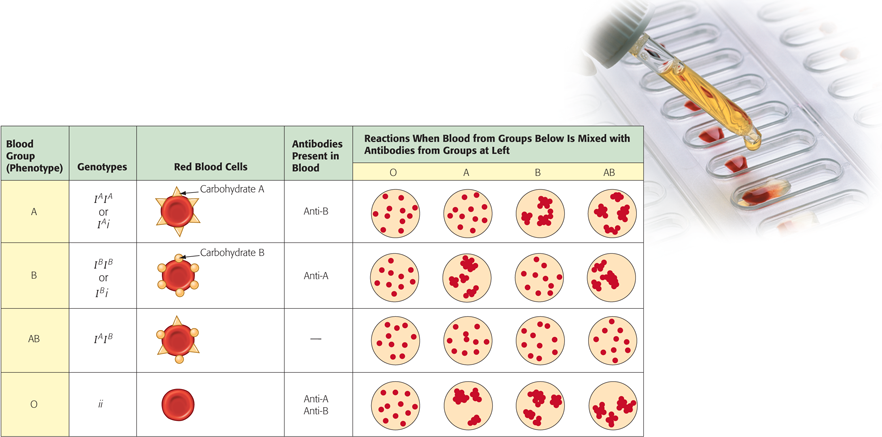 Blood
Group
(Phenotype)
Genotypes
Red Blood Cells
Antibodies
Present in
Blood
Reactions When Blood from Groups Below Is Mixed with
Antibodies from Groups at Left
O A B AB
A
I^A I^A
or
I^A i
Carbohydrate A
Anti-B
B
I^B I^B
or
I^B i
Carbohydrate B
Anti-A
AB
I^A I^B
—
O
ii
Anti-A
Anti-B